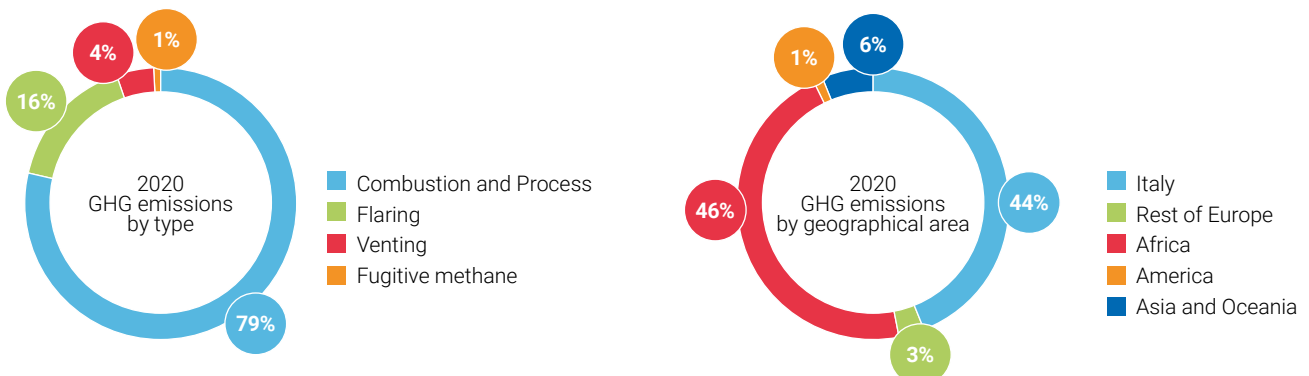 1%
4%
16%
2020
GHG emissions
by type
79%
Combustion and Process
Flaring
Venting
Fugitive methane
6%
1%
46%
2020
GHG emissions
by geographical area
44%
3%
Italy
Rest of Europe
Africa
America
Asia and Oceania